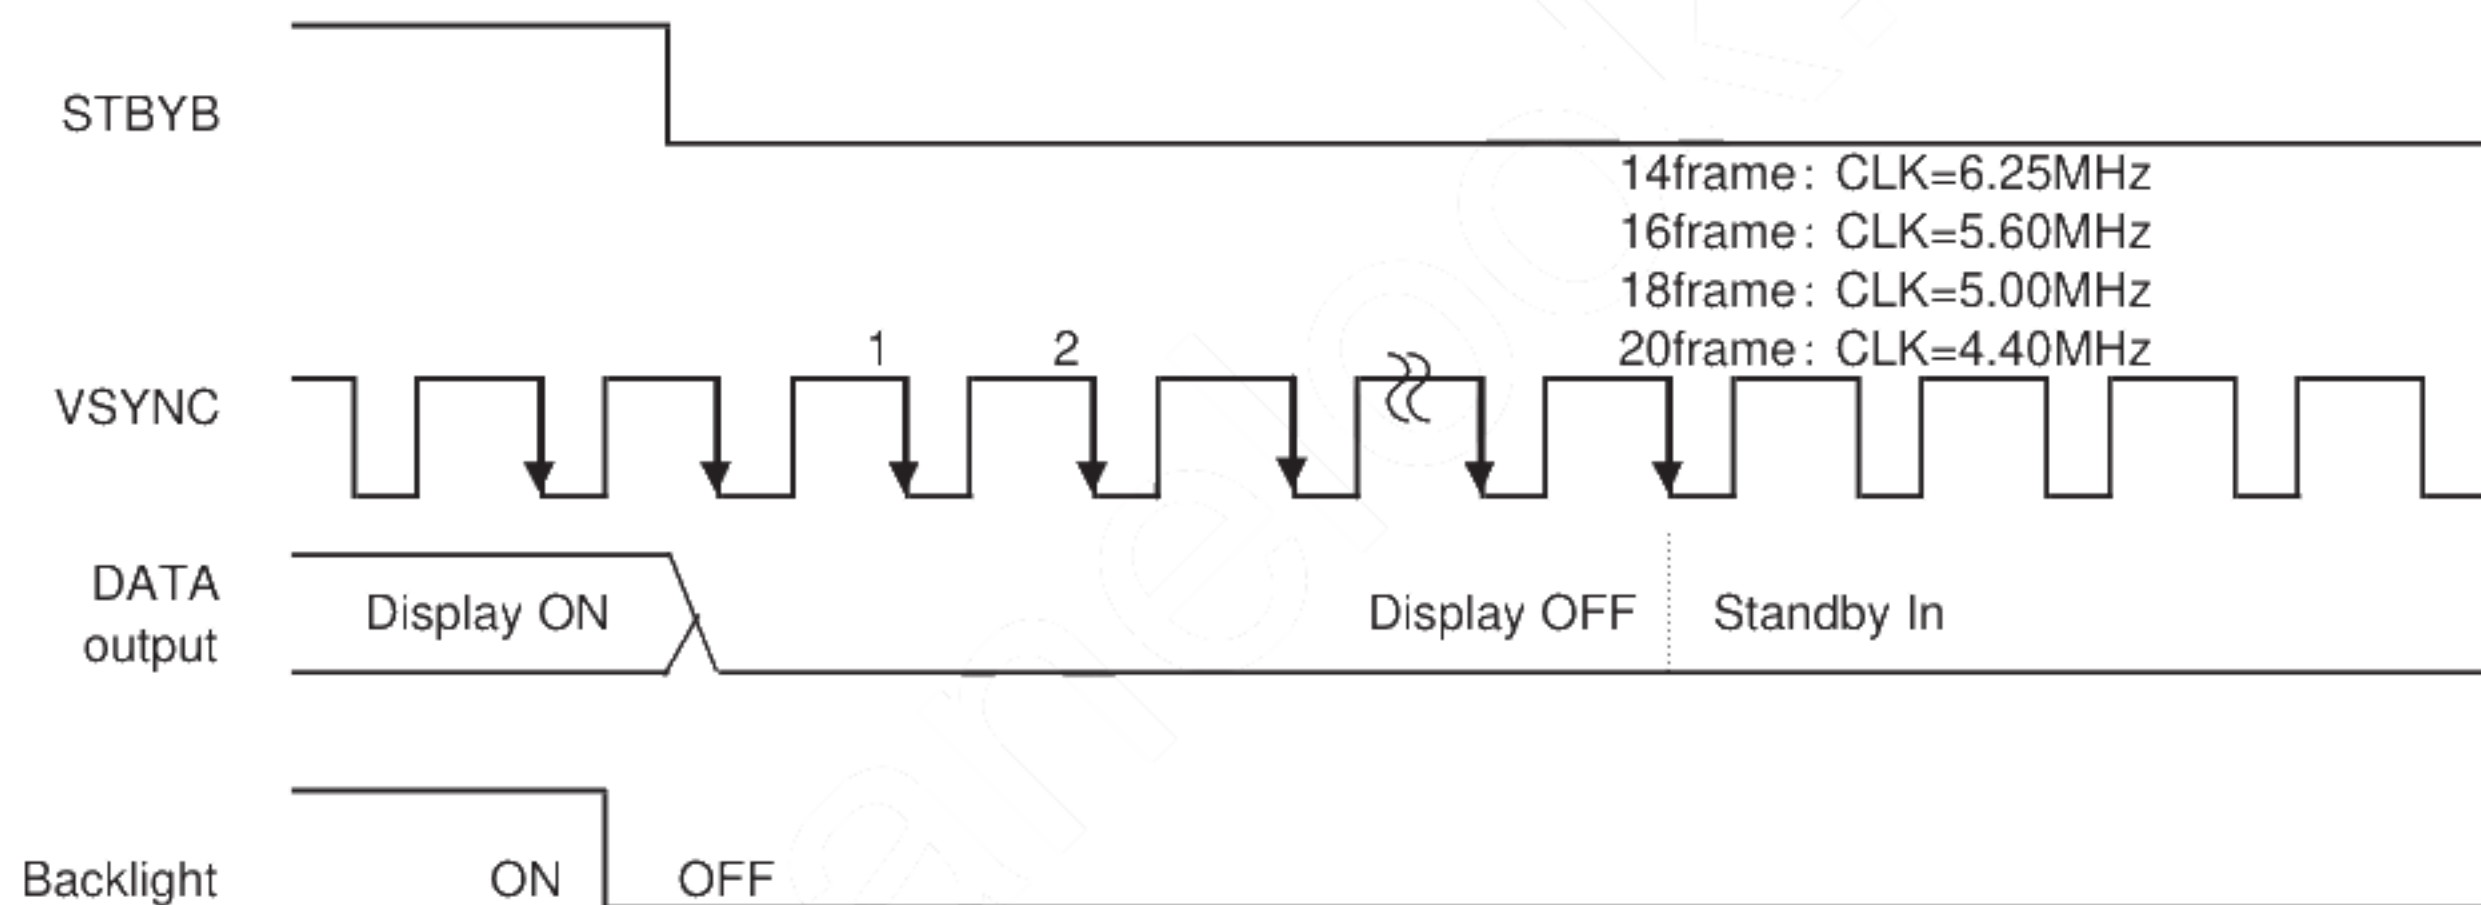 STBYB
14frame: CLK=6.25MHz
16frame: CLK=5.60MHz
18frame: CLK=5.00MHz
1 2 20frame: CLK=4.40MHz
VSYNC
DATA
output
Display ON Display OFF Standby In
Backlight ON OFF